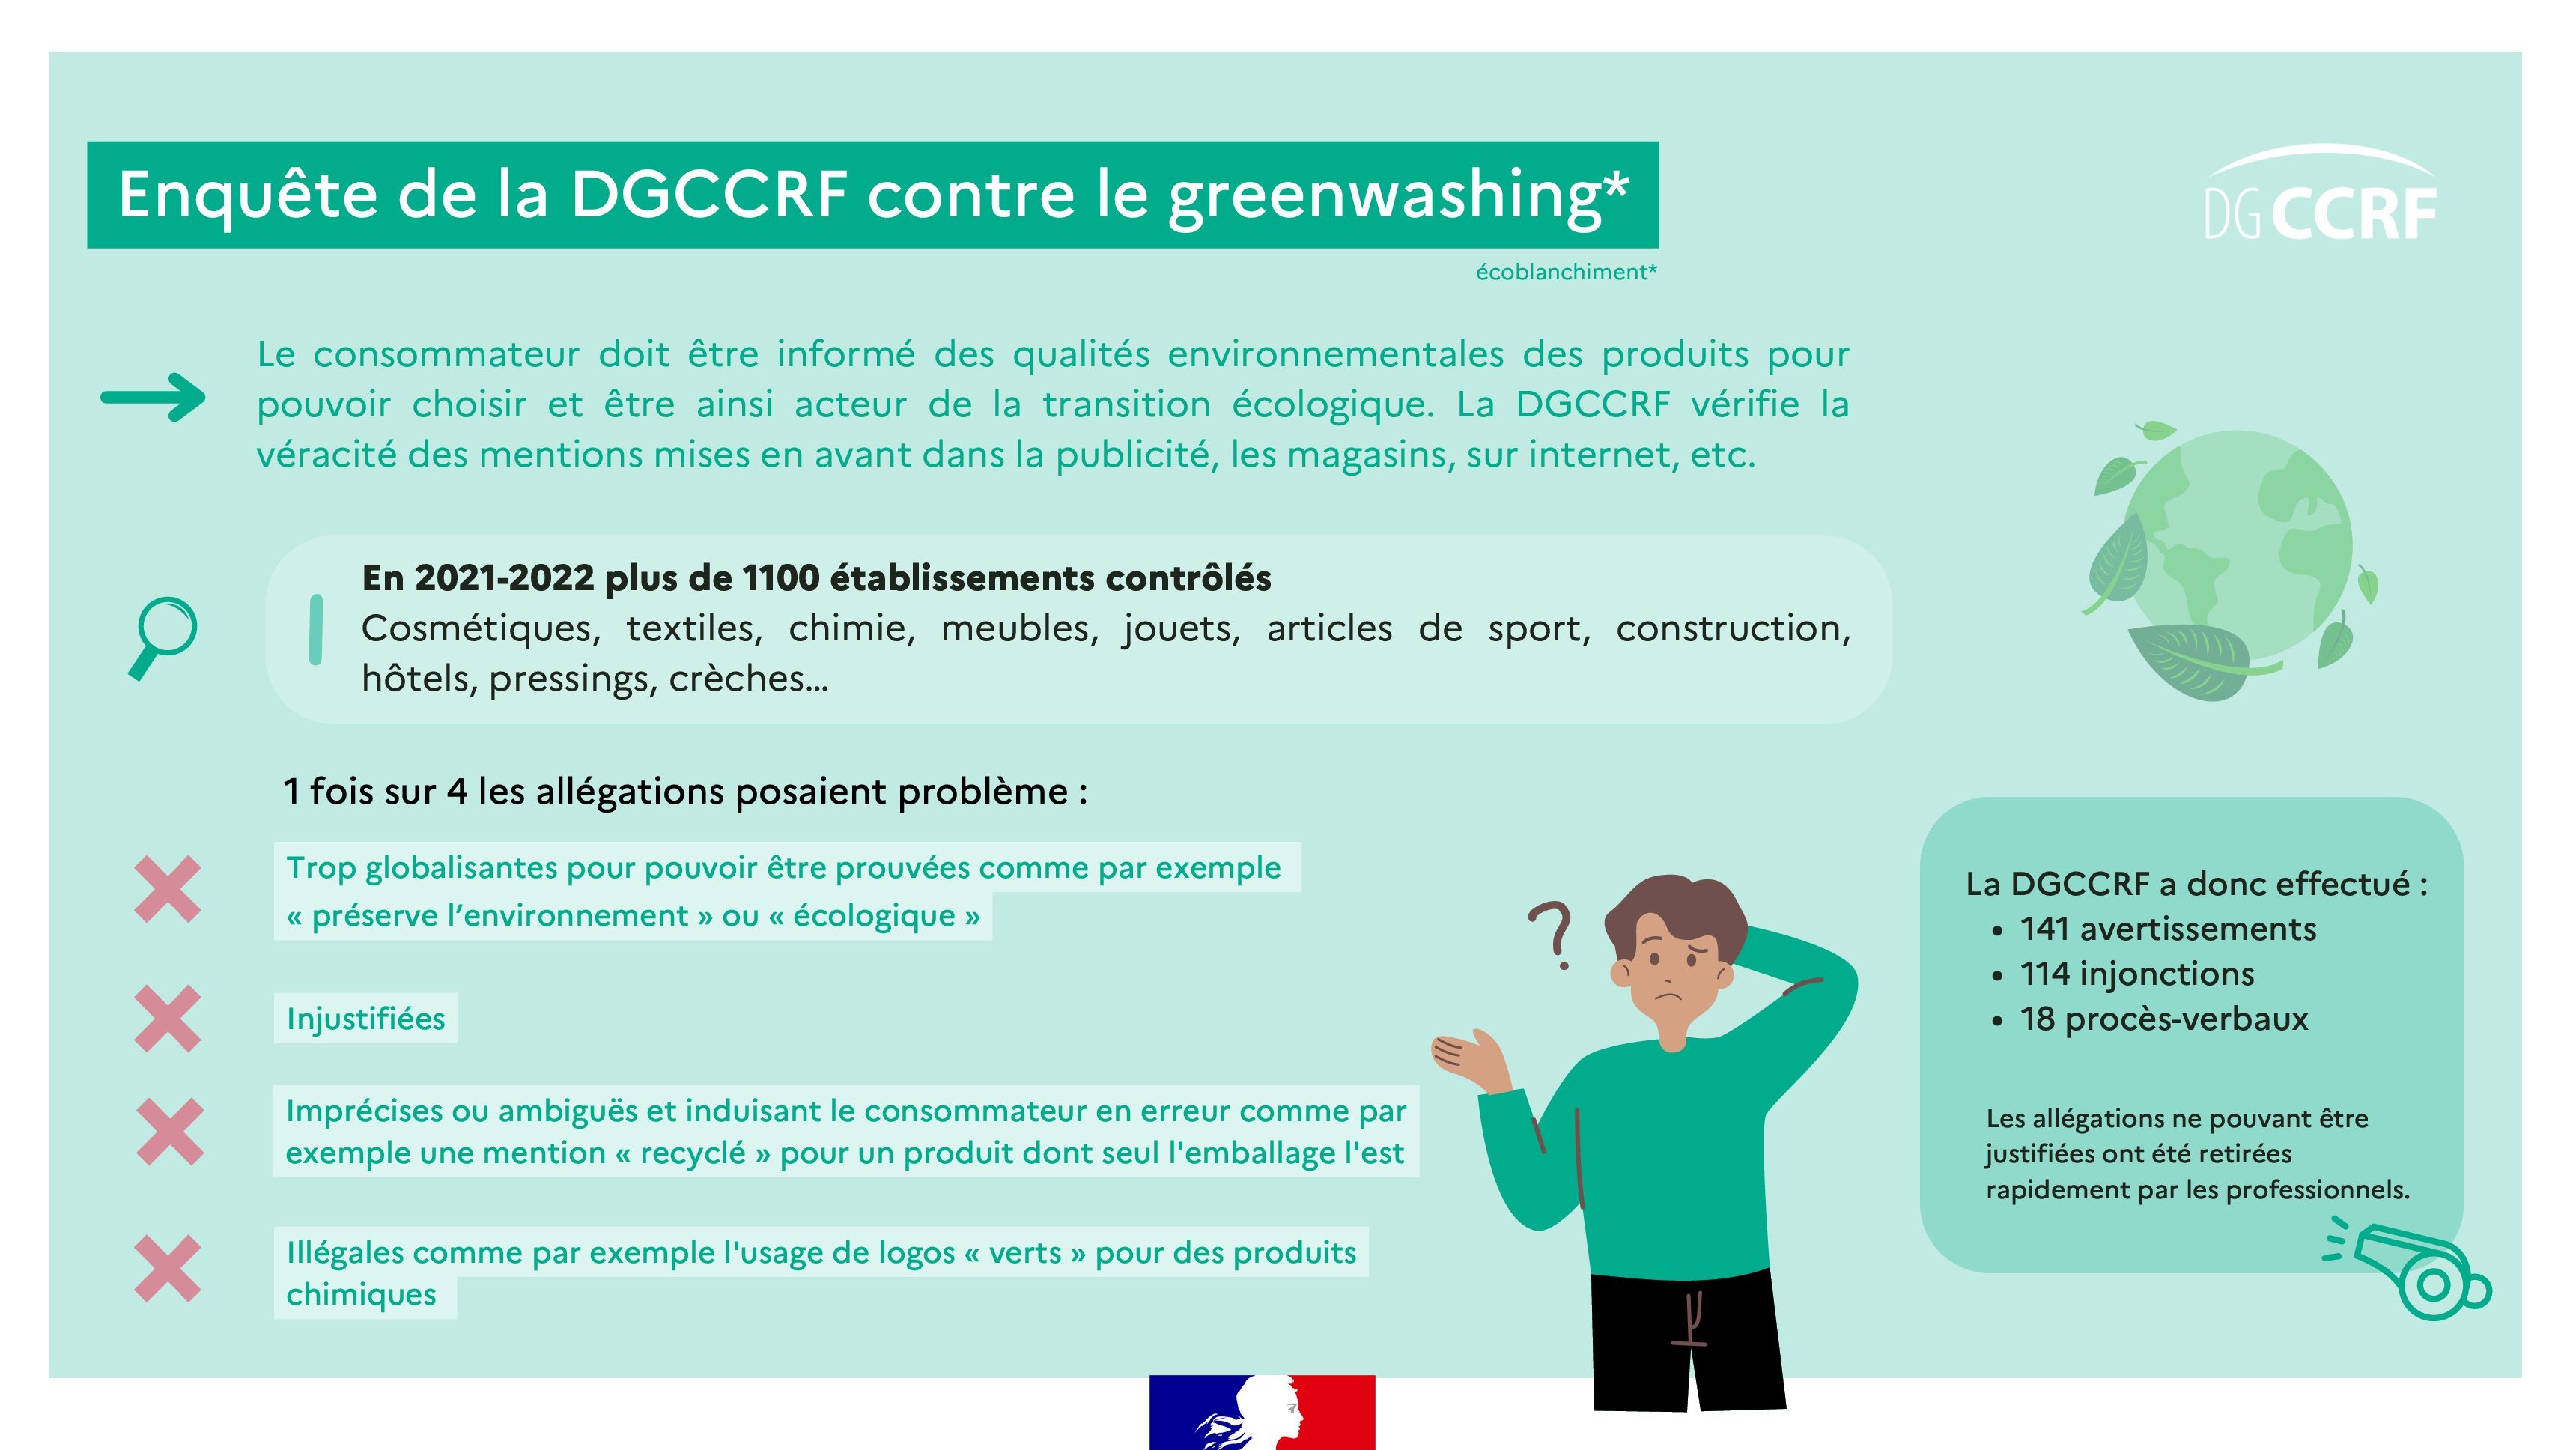 Enquête de la DGCCRF contre le greenwashing*
DGCCRF
écoblanchiment*
Le consommateur doit être informé des qualités environnementales des produits pour
pouvoir choisir et être ainsi acteur de la transition écologique. La DGCCRF vérifie la
véracité des mentions mises en avant dans la publicité, les magasins, sur internet, etc.
En 2021-2022 plus de 1100 établissements contrôlés
Cosmétiques, textiles, chimie, meubles, jouets, articles de sport, construction,
hôtels, pressings, crèches...
1 fois sur 4 les allégations posaient problème :
Trop globalisantes pour pouvoir être prouvées comme par exemple
« préserve l’environnement » ou « écologique »
Injustifiées
Imprécises ou ambiguës et induisant le consommateur en erreur comme par
exemple une mention « recyclé » pour un produit dont seul l'emballage l'est
Illégales comme par exemple l'usage de logos « verts » pour des produits
chimiques
?
La DGCCRF a donc effectué :
• 141 avertissements
• 114 injonctions
• 18 procès-verbaux
Les allégations ne pouvant être
justifiées ont été retirées
rapidement par les professionnels.